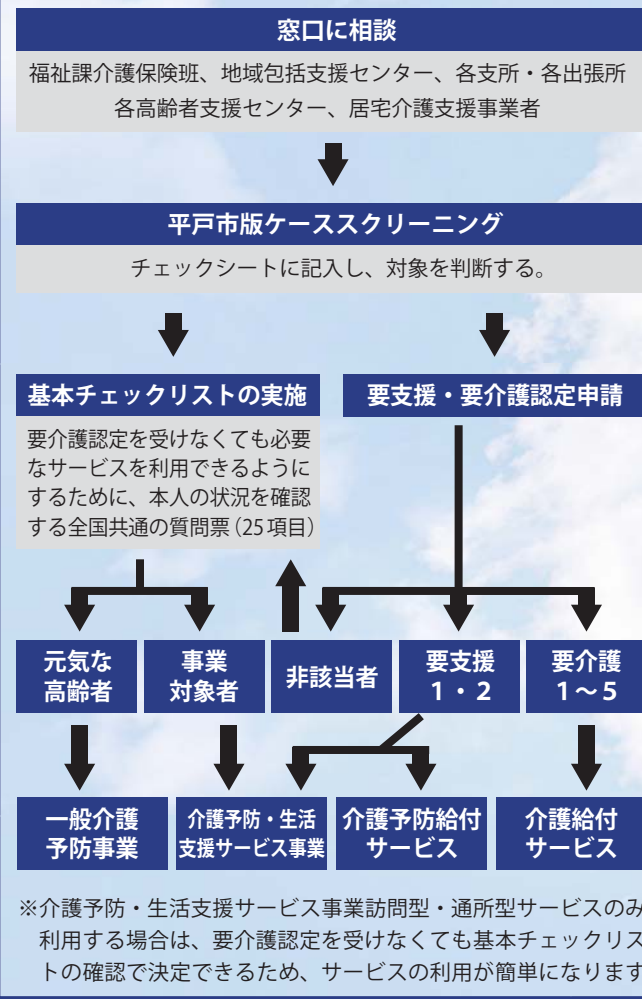 窓口に相談
福祉課介護保険班、地域包括支援センター、各支所・各出張所
各高齢者支援センター、居宅介護支援事業者
平戸市版ケーススクリーニング
チェックシートに記入し、対象を判断する。
基本チェックリストの実施
要介護認定を受けなくても必要
なサービスを利用できるように
するために、本人の状況を確認
する全国共通の質問票（25項目）
要支援・要介護認定申請
元気な
高齢者
事業
対象者
非該当者
要支援
1・2
要介護
1～5
一般介護
予防事業
介護予防・生活
支援サービス事業
介護予防給付
サービス
介護給付
サービス
※介護予防・生活支援サービス事業訪問型・通所型サービスのみ
利用する場合は、要介護認定を受けなくても基本チェックリス
トの確認で決定できるため、サービスの利用が簡単になります